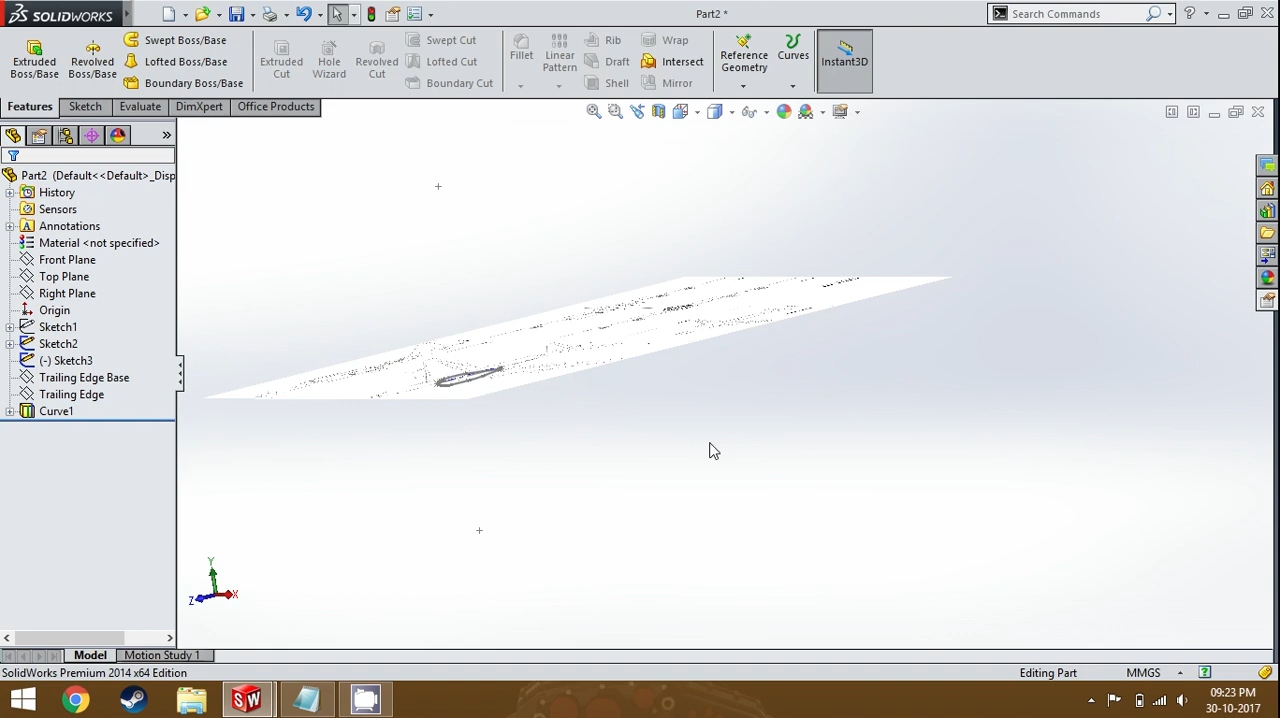 SOLIDWORKS
Part2 *
Search Commands
Extruded Boss/Base
Revolved Boss/Base
Swept Boss/Base
Lofted Boss/Base
Boundary Boss/Base
Extruded Cut
Hole Wizard
Revolved Cut
Swept Cut
Lofted Cut
Boundary Cut
Fillet
Linear Pattern
Rib
Draft
Shell
Wrap
Intersect
Mirror
Reference Geometry
Curves
Instant3D
Features
Sketch
Evaluate
DimXpert
Office Products
Part2 (Default<<Default>_Disp
History
Sensors
Annotations
Material <not specified>
Front Plane
Top Plane
Right Plane
Origin
Sketch1
Sketch2
(-) Sketch3
Trailing Edge Base
Trailing Edge
Curve1
Y
Z
X
Model
Motion Study 1
SolidWorks Premium 2014 x64 Edition
Editing Part
MMGS
SW
09:23 PM
30-10-2017